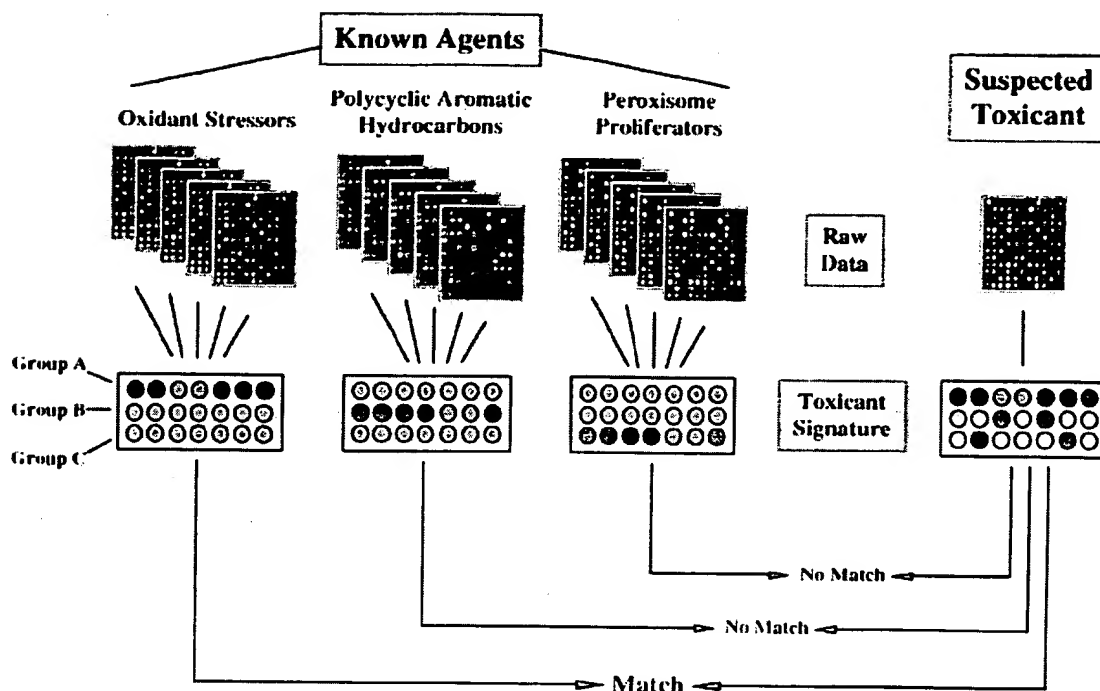 Known Agents
Suspected
Toxicant
Oxidant Stressors
Polycyclic Aromatic
Hydrocarbons
Peroxisome
Proliferators
Raw
Data
Group A
Group B
Group C
Toxicant
Signature
No Match
No Match
Match